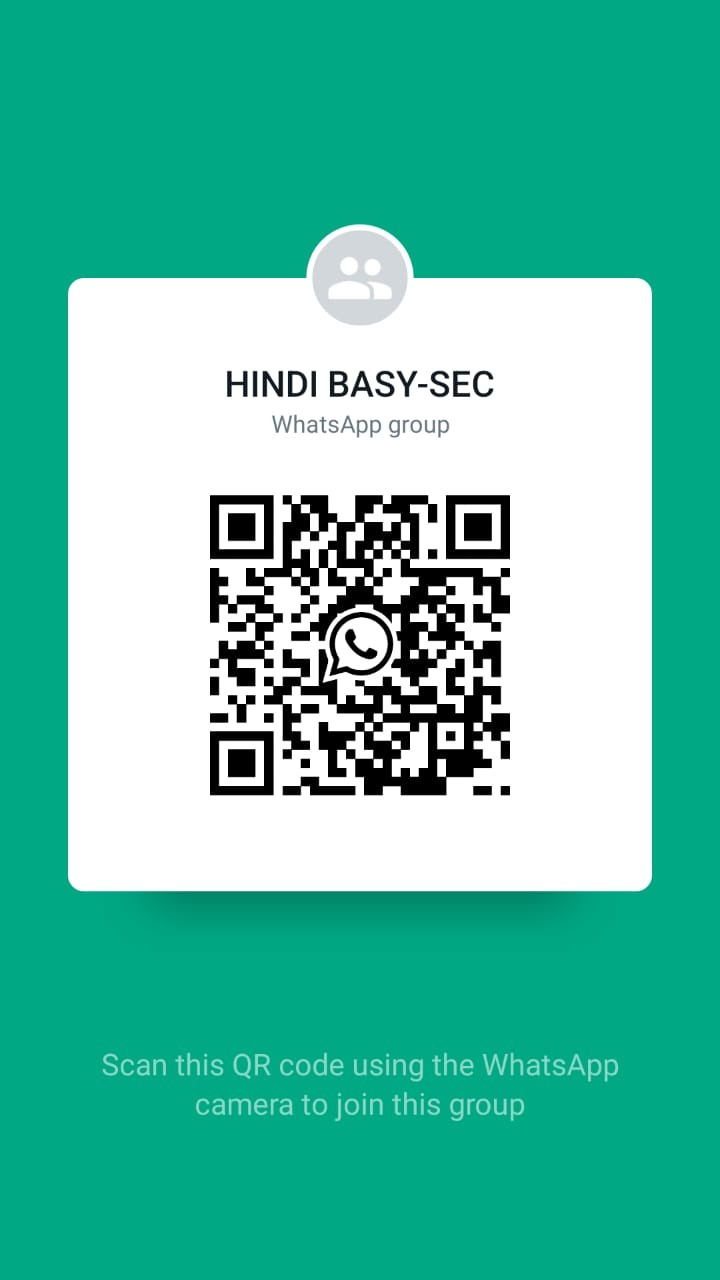 HINDI BASY-SEC
WhatsApp group
Scan this QR code using the WhatsApp
camera to join this group